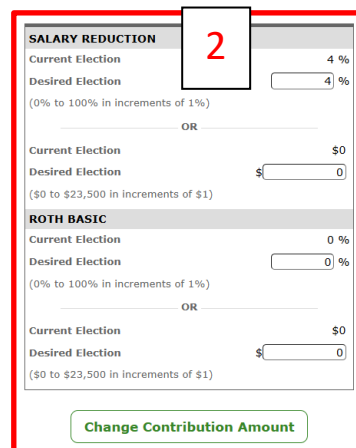 2
SALARY REDUCTION
Current Election 4 %
Desired Election 4 %
(0% to 100% in increments of 1%)
OR
Current Election $0
Desired Election $ 0
($0 to $23,500 in increments of $1)
ROTH BASIC
Current Election 0 %
Desired Election 0 %
(0% to 100% in increments of 1%)
OR
Current Election $0
Desired Election $ 0
($0 to $23,500 in increments of $1)
Change Contribution Amount